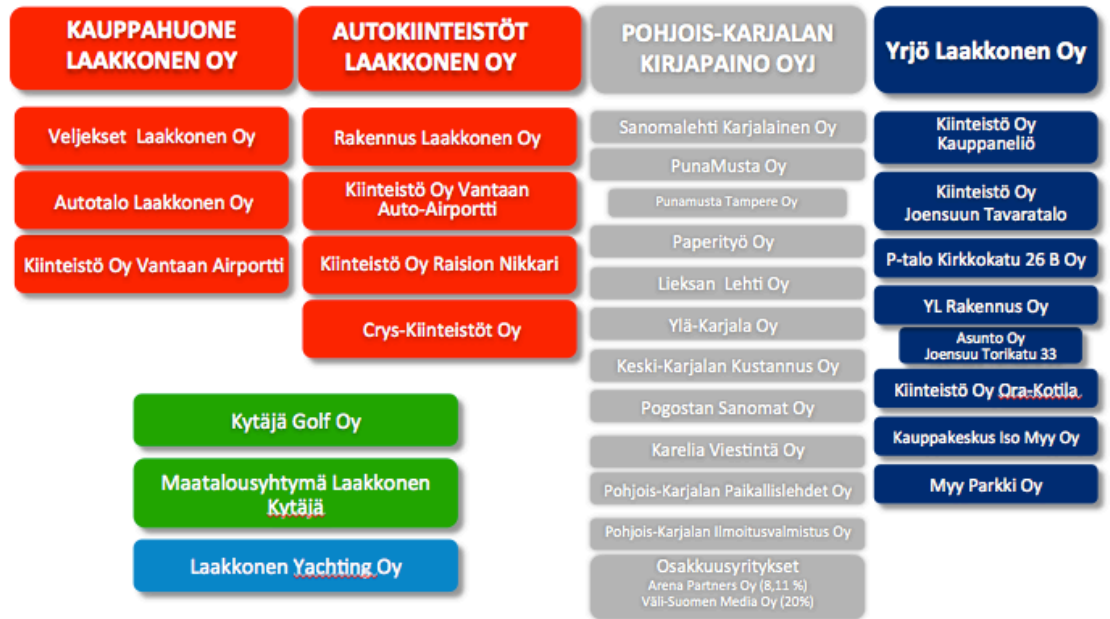 KAUPPAHUONE
LAAKKONEN OY
Veljekset Laakkonen Oy
Autotalo Laakkonen Oy
Kiinteistö Oy Vantaan Airportti
AUTOKIINTEISTÖT
LAAKKONEN OY
Rakennus Laakkonen Oy
Kiinteistö Oy Vantaan
Auto-Airportti
Kiinteistö Oy Raision Nikkari
Crys-Kiinteistöt Oy
Kytäjä Golf Oy
Maatalousyhtymä Laakkonen
Kytäjä
Laakkonen Yachting Oy
POHJOIS-KARJALAN
KIRJAPAINO OYJ
Sanomalehti Karjalainen Oy
PunaMusta Oy
Punamusta Tampere Oy
Paperityö Oy
Lieksan Lehti Oy
Ylä-Karjala Oy
Keski-Karjalan Kustannus Oy
Pogostan Sanomat Oy
Karelia Viestintä Oy
Pohjois-Karjalan Paikallislehdet Oy
Pohjois-Karjalan Ilmoitusvalmistus Oy
Osakkuusyritykset
Arena Partners Oy (8,11 %)
Väli-Suomen Media Oy (20%)
Yrjö Laakkonen Oy
Kiinteistö Oy
Kauppaneliö
Kiinteistö Oy
Joensuun Tavaratalo
P-talo Kirkkokatu 26 B Oy
YL Rakennus Oy
Asunto Oy
Joensuu Torikatu 33
Kiinteistö Oy Ora-Kotila
Kauppakeskus Iso Myy Oy
Myy Parkki Oy